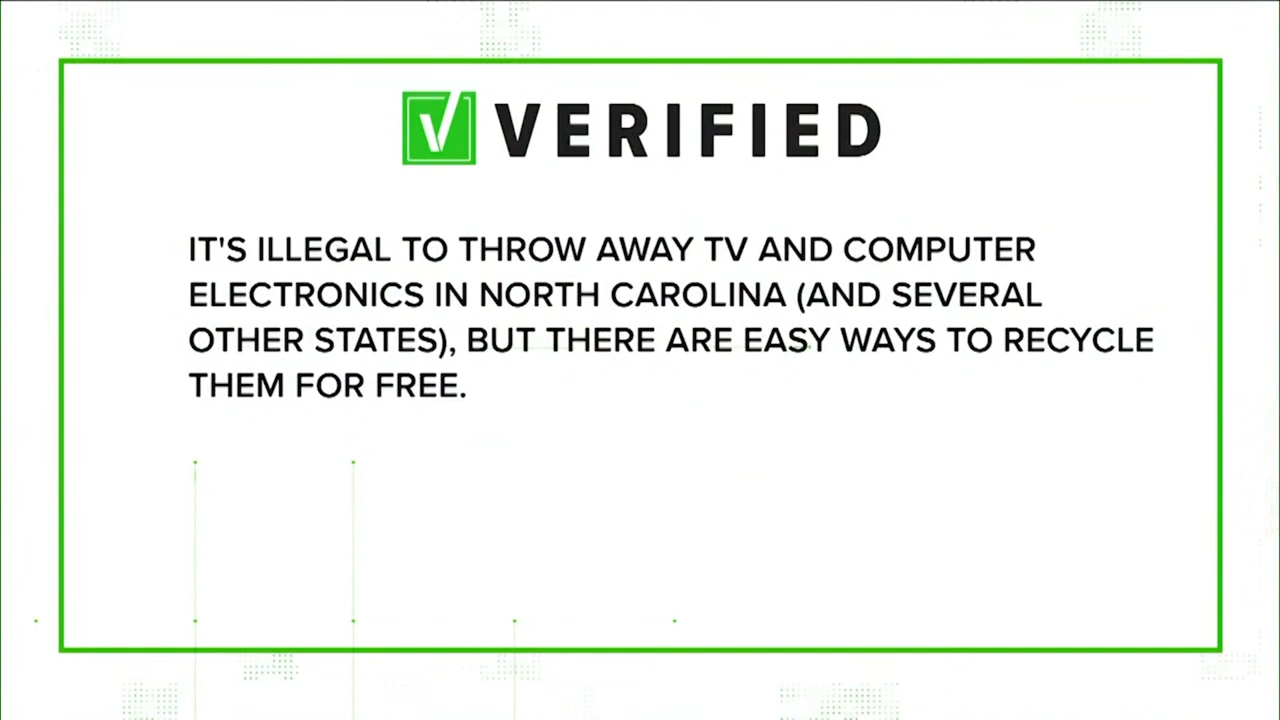 VERIFIED
IT'S ILLEGAL TO THROW AWAY TV AND COMPUTER
ELECTRONICS IN NORTH CAROLINA (AND SEVERAL
OTHER STATES), BUT THERE ARE EASY WAYS TO RECYCLE
THEM FOR FREE.